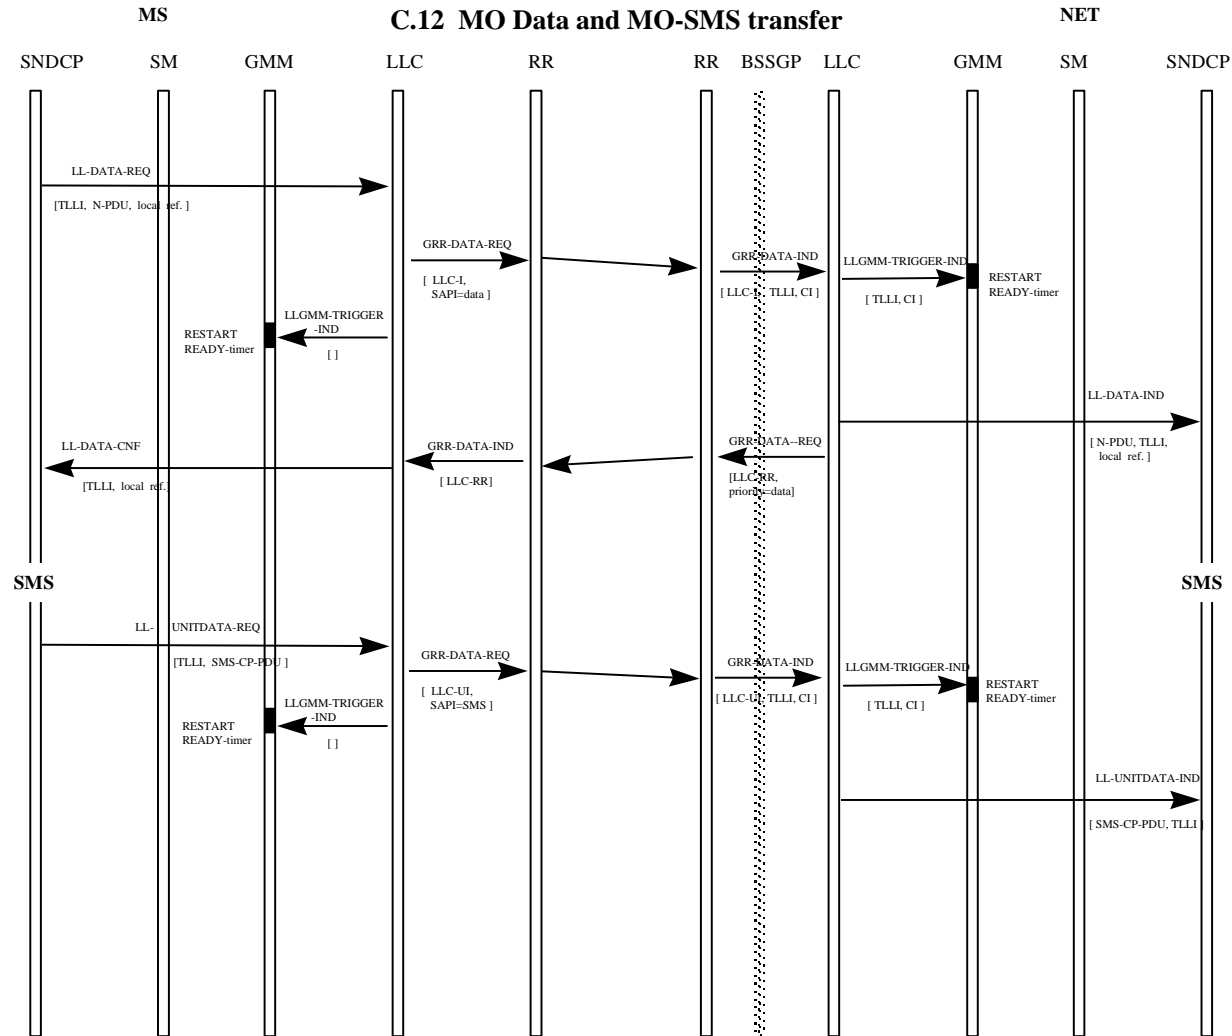 MS
C.12 MO Data and MO-SMS transfer
NET
SNDCP SM GMM LLC RR RR BSSGP LLC GMM SM SNDCP
LL-DATA-REQ
[TLLI, N-PDU, local ref. ]
GRR-DATA-REQ
[ LLC-I,
SAPI=data ]
GRR-DATA-IND
[ LLC-I, TLLI, CI ]
LLGMM-TRIGGER-IND
[ TLLI, CI ]
RESTART
READY-timer
LLGMM-TRIGGER
-IND
[ ]
RESTART
READY-timer
LL-DATA-IND
[ N-PDU, TLLI,
local ref. ]
GRR-DATA--REQ
[LLC-RR,
priority=data]
GRR-DATA-IND
[ LLC-RR]
LL-DATA-CNF
[TLLI, local ref.]
SMS
SMS
LL- UNITDATA-REQ
[TLLI, SMS-CP-PDU ]
GRR-DATA-REQ
[ LLC-UI,
SAPI=SMS ]
GRR-DATA-IND
[ LLC-UI, TLLI, CI ]
LLGMM-TRIGGER-IND
[ TLLI, CI ]
RESTART
READY-timer
LLGMM-TRIGGER
-IND
[ ]
RESTART
READY-timer
LL-UNITDATA-IND
[ SMS-CP-PDU, TLLI ]